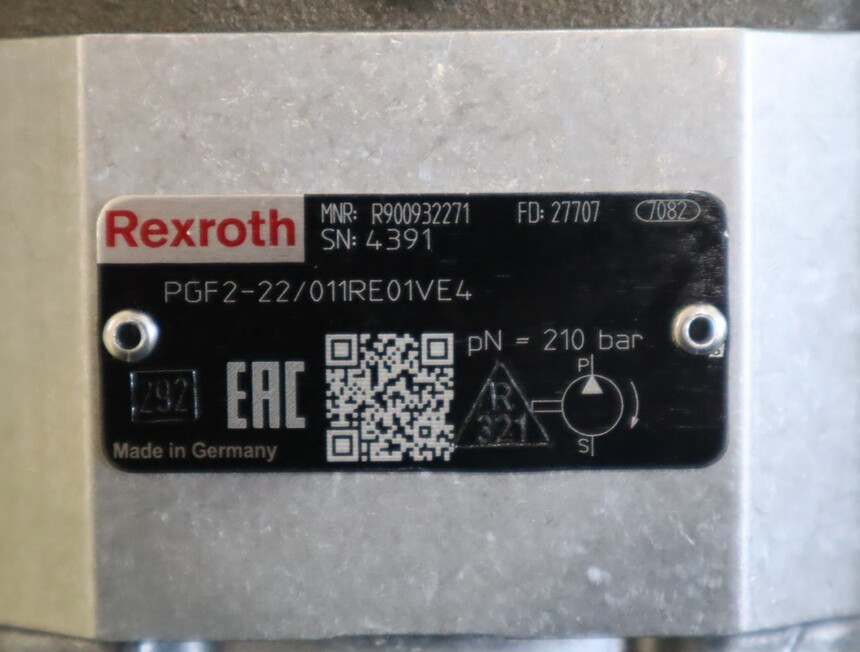 Rexroth
MNR: R900932271 FD: 27707 7082
SN: 4391
PGF2-22/011RE01VE4
pN = 210 bar
P
Z92
EAC
R
321
S
Made in Germany